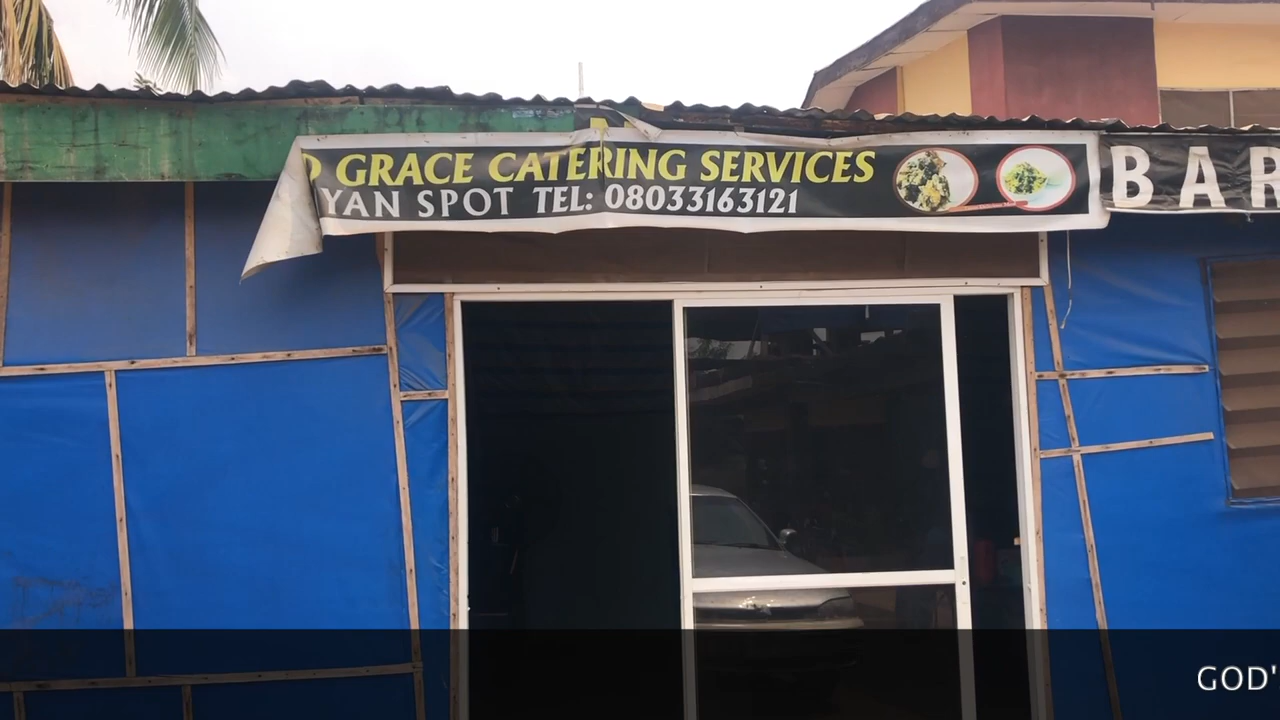 GRACE CATERING SERVICES
YAN SPOT TEL: 08033163121
BAR
GOD'